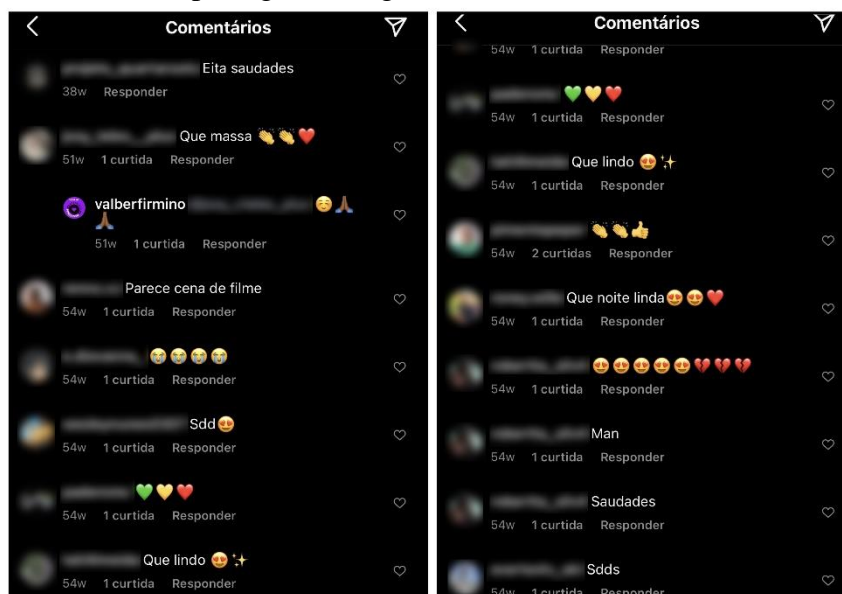 Comentários
Eita saudades
38w Responder
Que massa 👏👏❤️
51w 1 curtida Responder
valberfirmino ☺️🙏🏾
🙏🏾
51w 1 curtida Responder
Parece cena de filme
54w 1 curtida Responder
😭😭😭😭
54w 1 curtida Responder
Sdd😍
54w 1 curtida Responder
💚💛❤️
54w 1 curtida Responder
Que lindo 😍✨
54w 1 curtida Responder
Comentários
54w 1 curtida Responder
💚💛❤️
54w 1 curtida Responder
Que lindo 😍✨
54w 1 curtida Responder
👏👏👍
54w 2 curtidas Responder
Que noite linda😍😍❤️
54w 1 curtida Responder
😍😍😍😍😍💔💔💔
54w 1 curtida Responder
Man
54w 1 curtida Responder
Saudades
54w 1 curtida Responder
Sdds
54w 1 curtida Responder